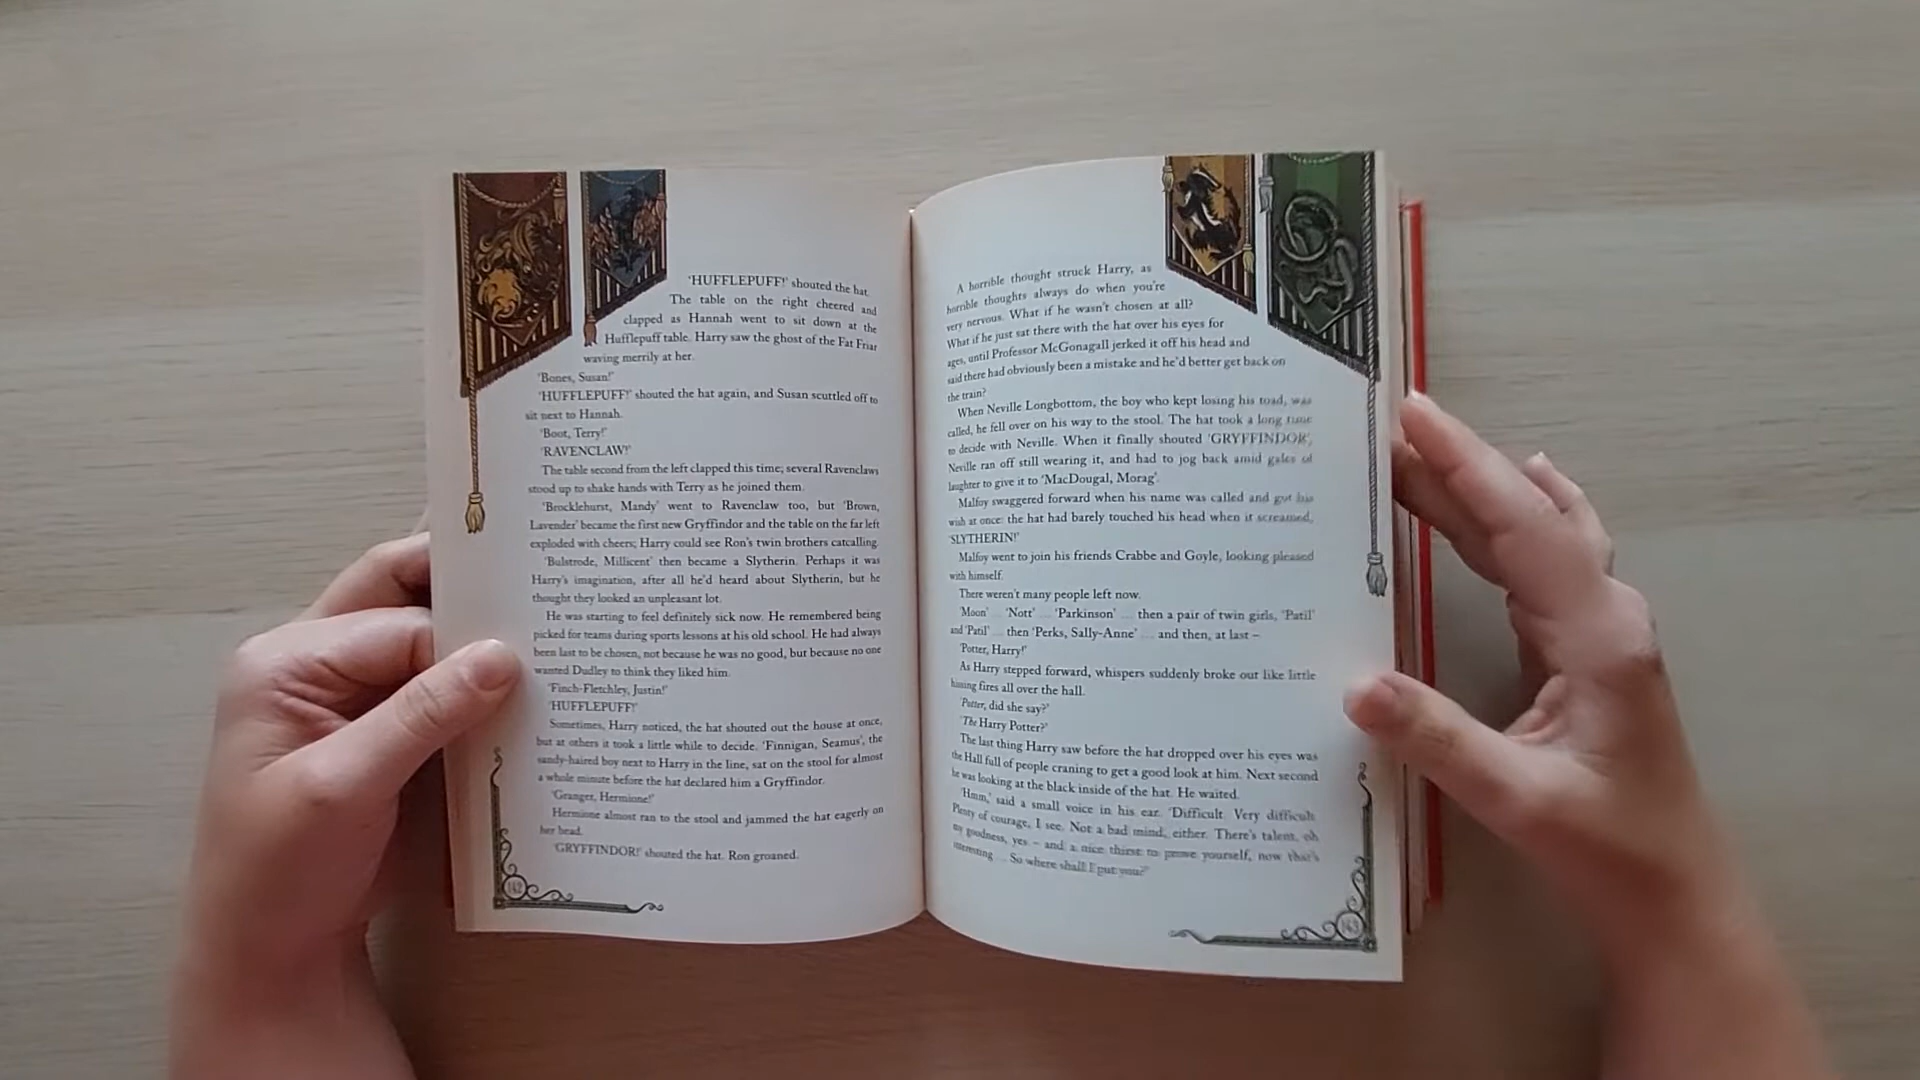 'HUFFLEPUFF!' shouted the hat.
The table on the right cheered and
clapped as Hannah went to sit down at the
Hufflepuff table. Harry saw the ghost of the Fat Friar
waving merrily at her.
'Bones, Susan!'
'HUFFLEPUFF!' shouted the hat again, and Susan scuttled off to
sit next to Hannah.
'Boot, Terry!'
'RAVENCLAW!'
The table second from the left clapped this time; several Ravenclaws
stood up to shake hands with Terry as he joined them.
'Brocklehurst, Mandy' went to Ravenclaw too, but 'Brown,
Lavender' became the first new Gryffindor and the table on the far left
exploded with cheers; Harry could see Ron's twin brothers catcalling.
'Bulstrode, Millicent' then became a Slytherin. Perhaps it was
Harry's imagination, after all he'd heard about Slytherin, but he
thought they looked an unpleasant lot.
He was starting to feel definitely sick now. He remembered being
picked for teams during sports lessons at his old school. He had always
been last to be chosen, not because he was no good, but because no one
wanted Dudley to think they liked him.
'Finch-Fletchley, Justin!'
'HUFFLEPUFF!'
Sometimes, Harry noticed, the hat shouted out the house at once,
but at others it took a little while to decide. 'Finnigan, Seamus', the
sandy-haired boy next to Harry in the line, sat on the stool for almost
a whole minute before the hat declared him a Gryffindor.
'Granger, Hermione!'
Hermione almost ran to the stool and jammed the hat eagerly on
her head.
'GRYFFINDOR!' shouted the hat. Ron groaned.
142
A horrible thought struck Harry, as
horrible thoughts always do when you're
very nervous. What if he wasn't chosen at all?
What if he just sat there with the hat over his eyes for
ages, until Professor McGonagall jerked it off his head and
said there had obviously been a mistake and he'd better get back on
the train?
When Neville Longbottom, the boy who kept losing his toad, was
called, he fell over on his way to the stool. The hat took a long time
to decide with Neville. When it finally shouted 'GRYFFINDOR',
Neville ran off still wearing it, and had to jog back amid gales of
laughter to give it to 'MacDougal, Morag'.
Malfoy swaggered forward when his name was called and got his
wish at once: the hat had barely touched his head when it screamed,
'SLYTHERIN!'
Malfoy went to join his friends Crabbe and Goyle, looking pleased
with himself.
There weren't many people left now.
'Moon' ... 'Nott' ... 'Parkinson' ... then a pair of twin girls, 'Patil'
and 'Patil' ... then 'Perks, Sally-Anne' ... and then, at last –
'Potter, Harry!'
As Harry stepped forward, whispers suddenly broke out like little
hissing fires all over the hall.
'Potter, did she say?'
'The Harry Potter?'
The last thing Harry saw before the hat dropped over his eyes was
the Hall full of people craning to get a good look at him. Next second
he was looking at the black inside of the hat. He waited.
'Hmm,' said a small voice in his ear. 'Difficult. Very difficult.
Plenty of courage, I see. Not a bad mind, either. There's talent, oh
my goodness, yes – and a nice thirst to prove yourself, now that's
interesting ... So where shall I put you?'
143